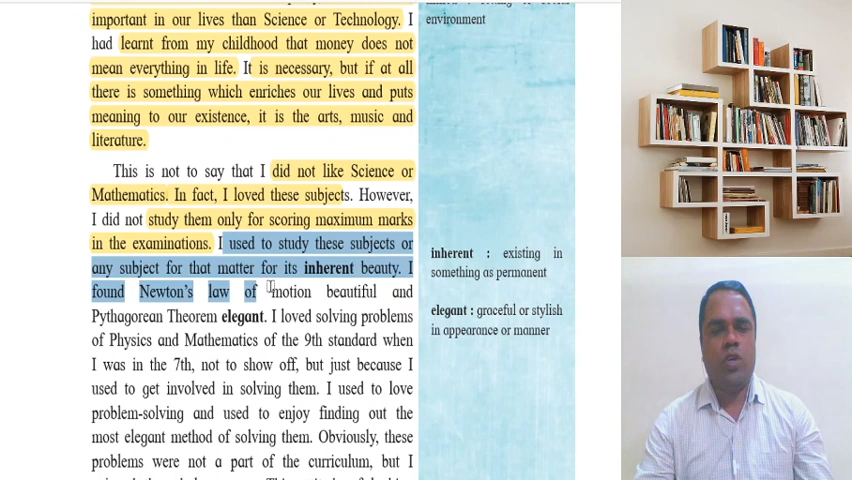 important in our lives than Science or Technology. I
had learnt from my childhood that money does not
mean everything in life. It is necessary, but if at all
there is something which enriches our lives and puts
meaning to our existence, it is the arts, music and
literature.
This is not to say that I did not like Science or
Mathematics. In fact, I loved these subjects. However,
I did not study them only for scoring maximum marks
in the examinations. I used to study these subjects or
any subject for that matter for its inherent beauty. I
found Newton's law of motion beautiful and
Pythagorean Theorem elegant. I loved solving problems
of Physics and Mathematics of the 9th standard when
I was in the 7th, not to show off, but just because I
used to get involved in solving them. I used to love
problem-solving and used to enjoy finding out the
most elegant method of solving them. Obviously, these
problems were not a part of the curriculum, but I
environment
inherent : existing in
something as permanent
elegant : graceful or stylish
in appearance or manner